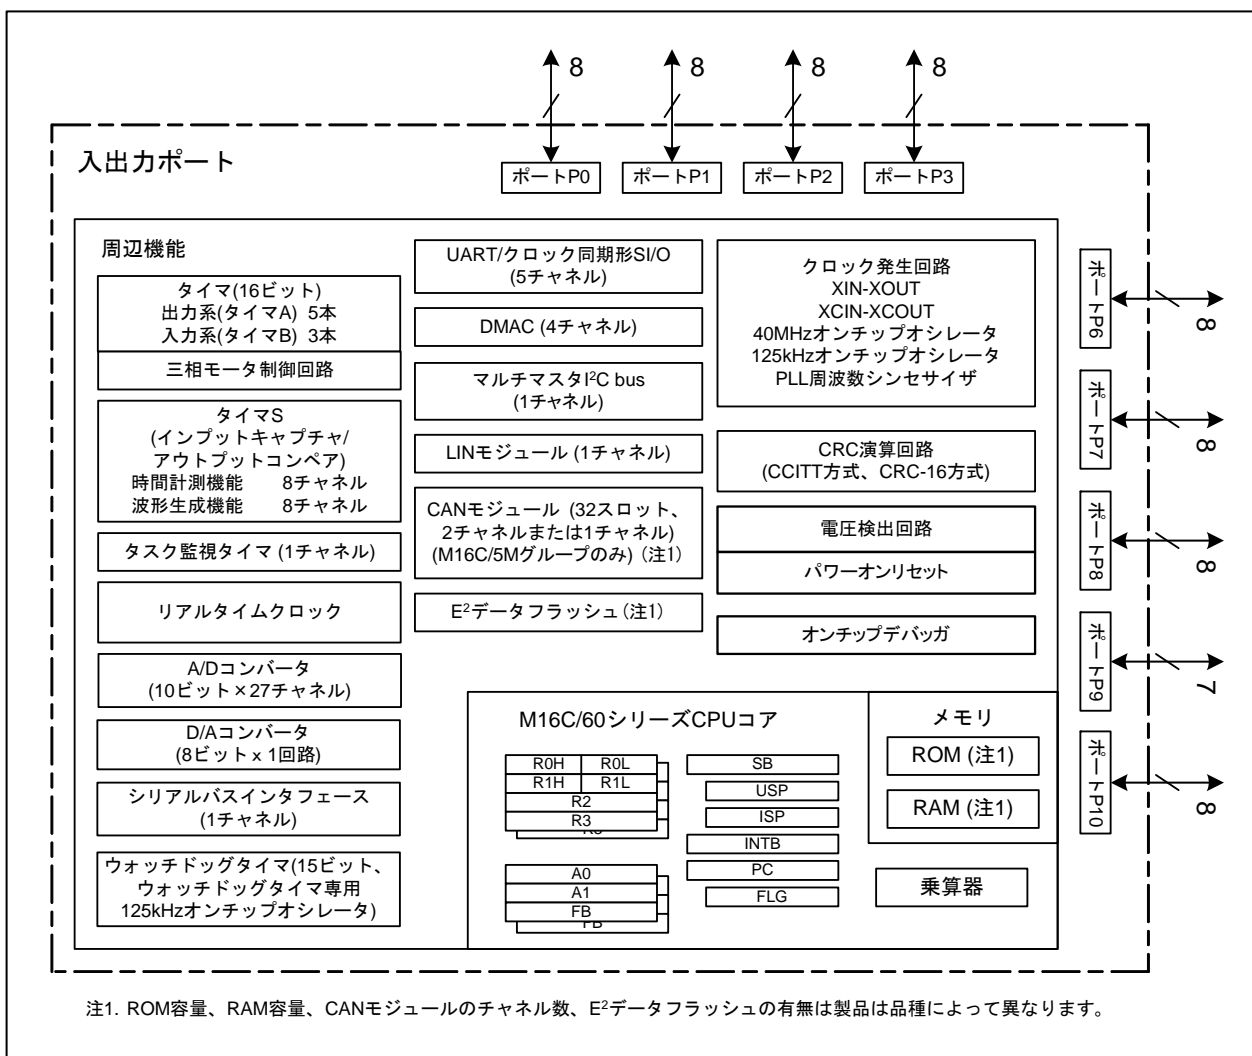 8
8
8
8
入出力ポート
ポートP0
ポートP1
ポートP2
ポートP3
周辺機能
タイマ(16ビット)
出力系(タイマA) 5本
入力系(タイマB) 3本
三相モータ制御回路
タイマS
(インプットキャプチャ/
アウトプットコンペア)
時間計測機能 8チャネル
波形生成機能 8チャネル
タスク監視タイマ (1チャネル)
リアルタイムクロック
A/Dコンバータ
(10ビット×27チャネル)
D/Aコンバータ
(8ビット x 1回路)
シリアルバスインタフェース
(1チャネル)
ウォッチドッグタイマ(15ビット、
ウォッチドッグタイマ専用
125kHzオンチップオシレータ)
UART/クロック同期形SI/O
(5チャネル)
DMAC (4チャネル)
マルチマスタI²C bus
(1チャネル)
LINモジュール (1チャネル)
CANモジュール (32スロット、
2チャネルまたは1チャネル)
(M16C/5Mグループのみ) (注1)
E²データフラッシュ(注1)
クロック発生回路
XIN-XOUT
XCIN-XCOUT
40MHzオンチップオシレータ
125kHzオンチップオシレータ
PLL周波数シンセサイザ
CRC演算回路
(CCITT方式、CRC-16方式)
電圧検出回路
パワーオンリセット
オンチップデバッガ
M16C/60シリーズCPUコア
R0H R0L
R1H R1L
R2
R3
R3
A0
A1
FB
FB
SB
USP
ISP
INTB
PC
FLG
メモリ
ROM (注1)
RAM (注1)
乗算器
ポートP6
8
ポートP7
8
ポートP8
8
ポートP9
7
ポートP10
8
注1. ROM容量、RAM容量、CANモジュールのチャネル数、E²データフラッシュの有無は製品は品種によって異なります。